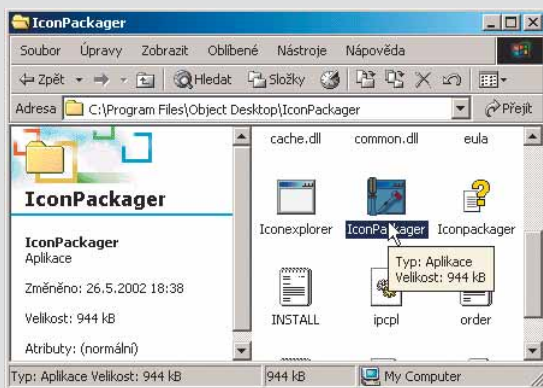 IconPackager
Soubor Úpravy Zobrazit Oblíbené Nástroje Nápověda
Zpět Hledat Složky
Adresa C:\Program Files\Object Desktop\IconPackager Přejít
cache.dll common.dll eula
IconPackager
Iconexplorer IconPackager Iconpackager
IconPackager
Aplikace
Typ: Aplikace
Velikost: 944 kB
Změněno: 26.5.2002 18:38
Velikost: 944 kB
INSTALL ipcpl order
Atributy: (normální)
Typ: Aplikace Velikost: 944 kB 944 kB My Computer